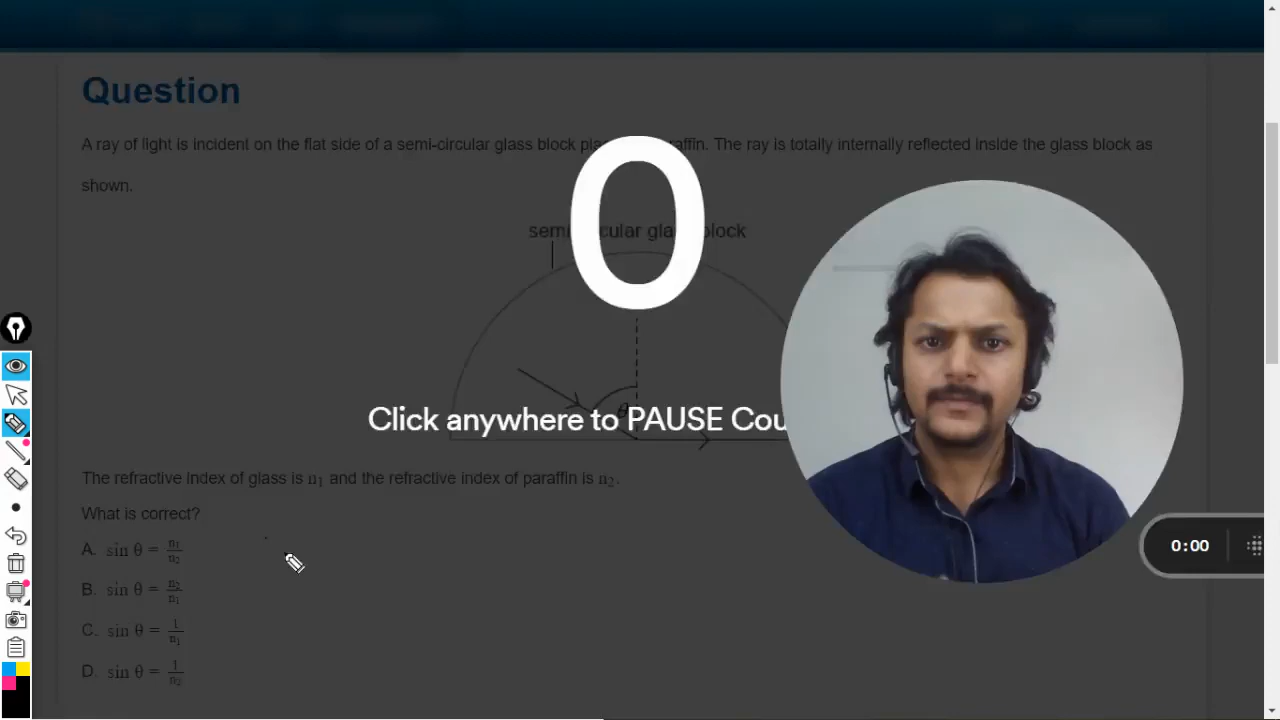 Question
A ray of light is incident on the flat side of a semi-circular glass block pla affin. The ray is totally internally reflected inside the glass block as
shown.
0
semi cular gla block
θ
Click anywhere to PAUSE Cou
The refractive index of glass is n₁ and the refractive index of paraffin is n₂.
What is correct?
0:00
A. sin θ = n₁/n₂
B. sin θ = n₂/n₁
C. sin θ = 1/n₁
D. sin θ = 1/n₂